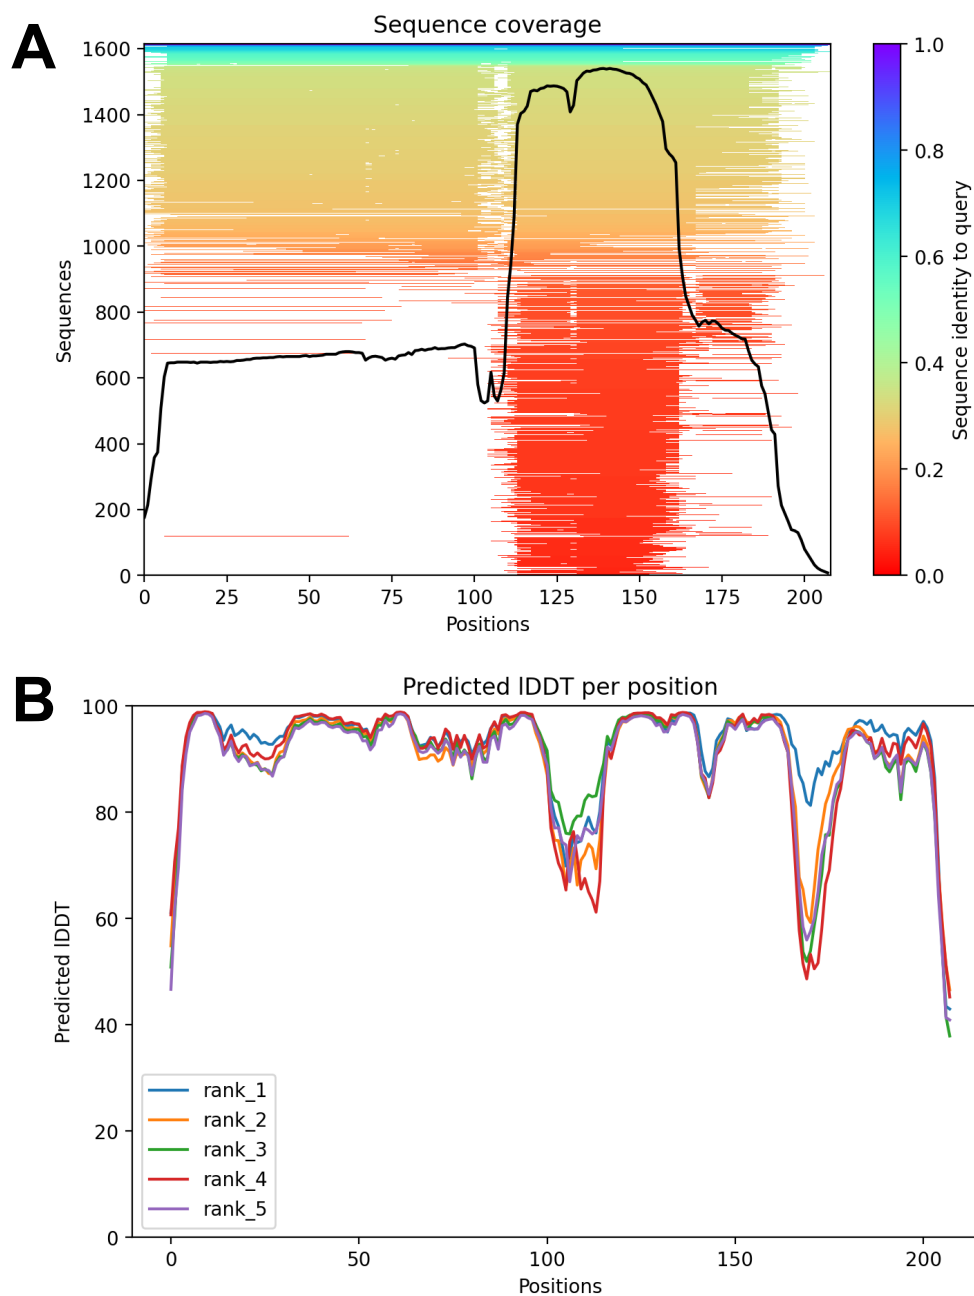 A
Sequence coverage
Sequences
1600
1400
1200
1000
800
600
400
200
0
0 25 50 75 100 125 150 175 200
Positions
1.0
0.8
0.6
0.4
0.2
0.0
Sequence identity to query
B
Predicted lDDT per position
Predicted lDDT
100
80
60
40
20
0
rank_1
rank_2
rank_3
rank_4
rank_5
0 50 100 150 200
Positions